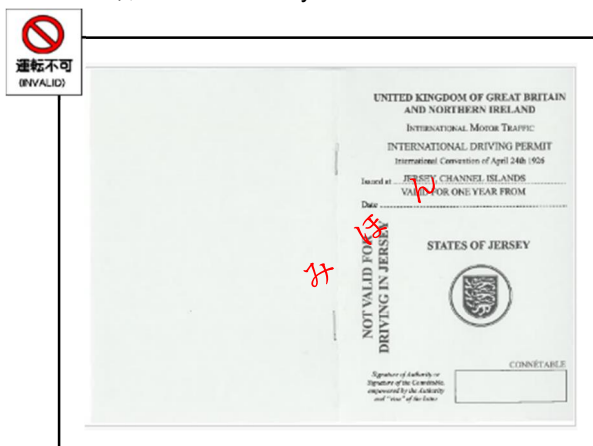 運転不可
(INVALID)
UNITED KINGDOM OF GREAT BRITAIN
AND NORTHERN IRELAND
INTERNATIONAL MOTOR TRAFFIC
INTERNATIONAL DRIVING PERMIT
International Convention of April 24th 1926
Issued at JERSEY, CHANNEL ISLANDS
VALID FOR ONE YEAR FROM
Date
みほん
NOT VALID FOR
DRIVING IN JERSEY
STATES OF JERSEY
CONNÉTABLE
Signature of Authority or
Signature of the Connétable,
empowered by the Authority
and "visa" of the latter